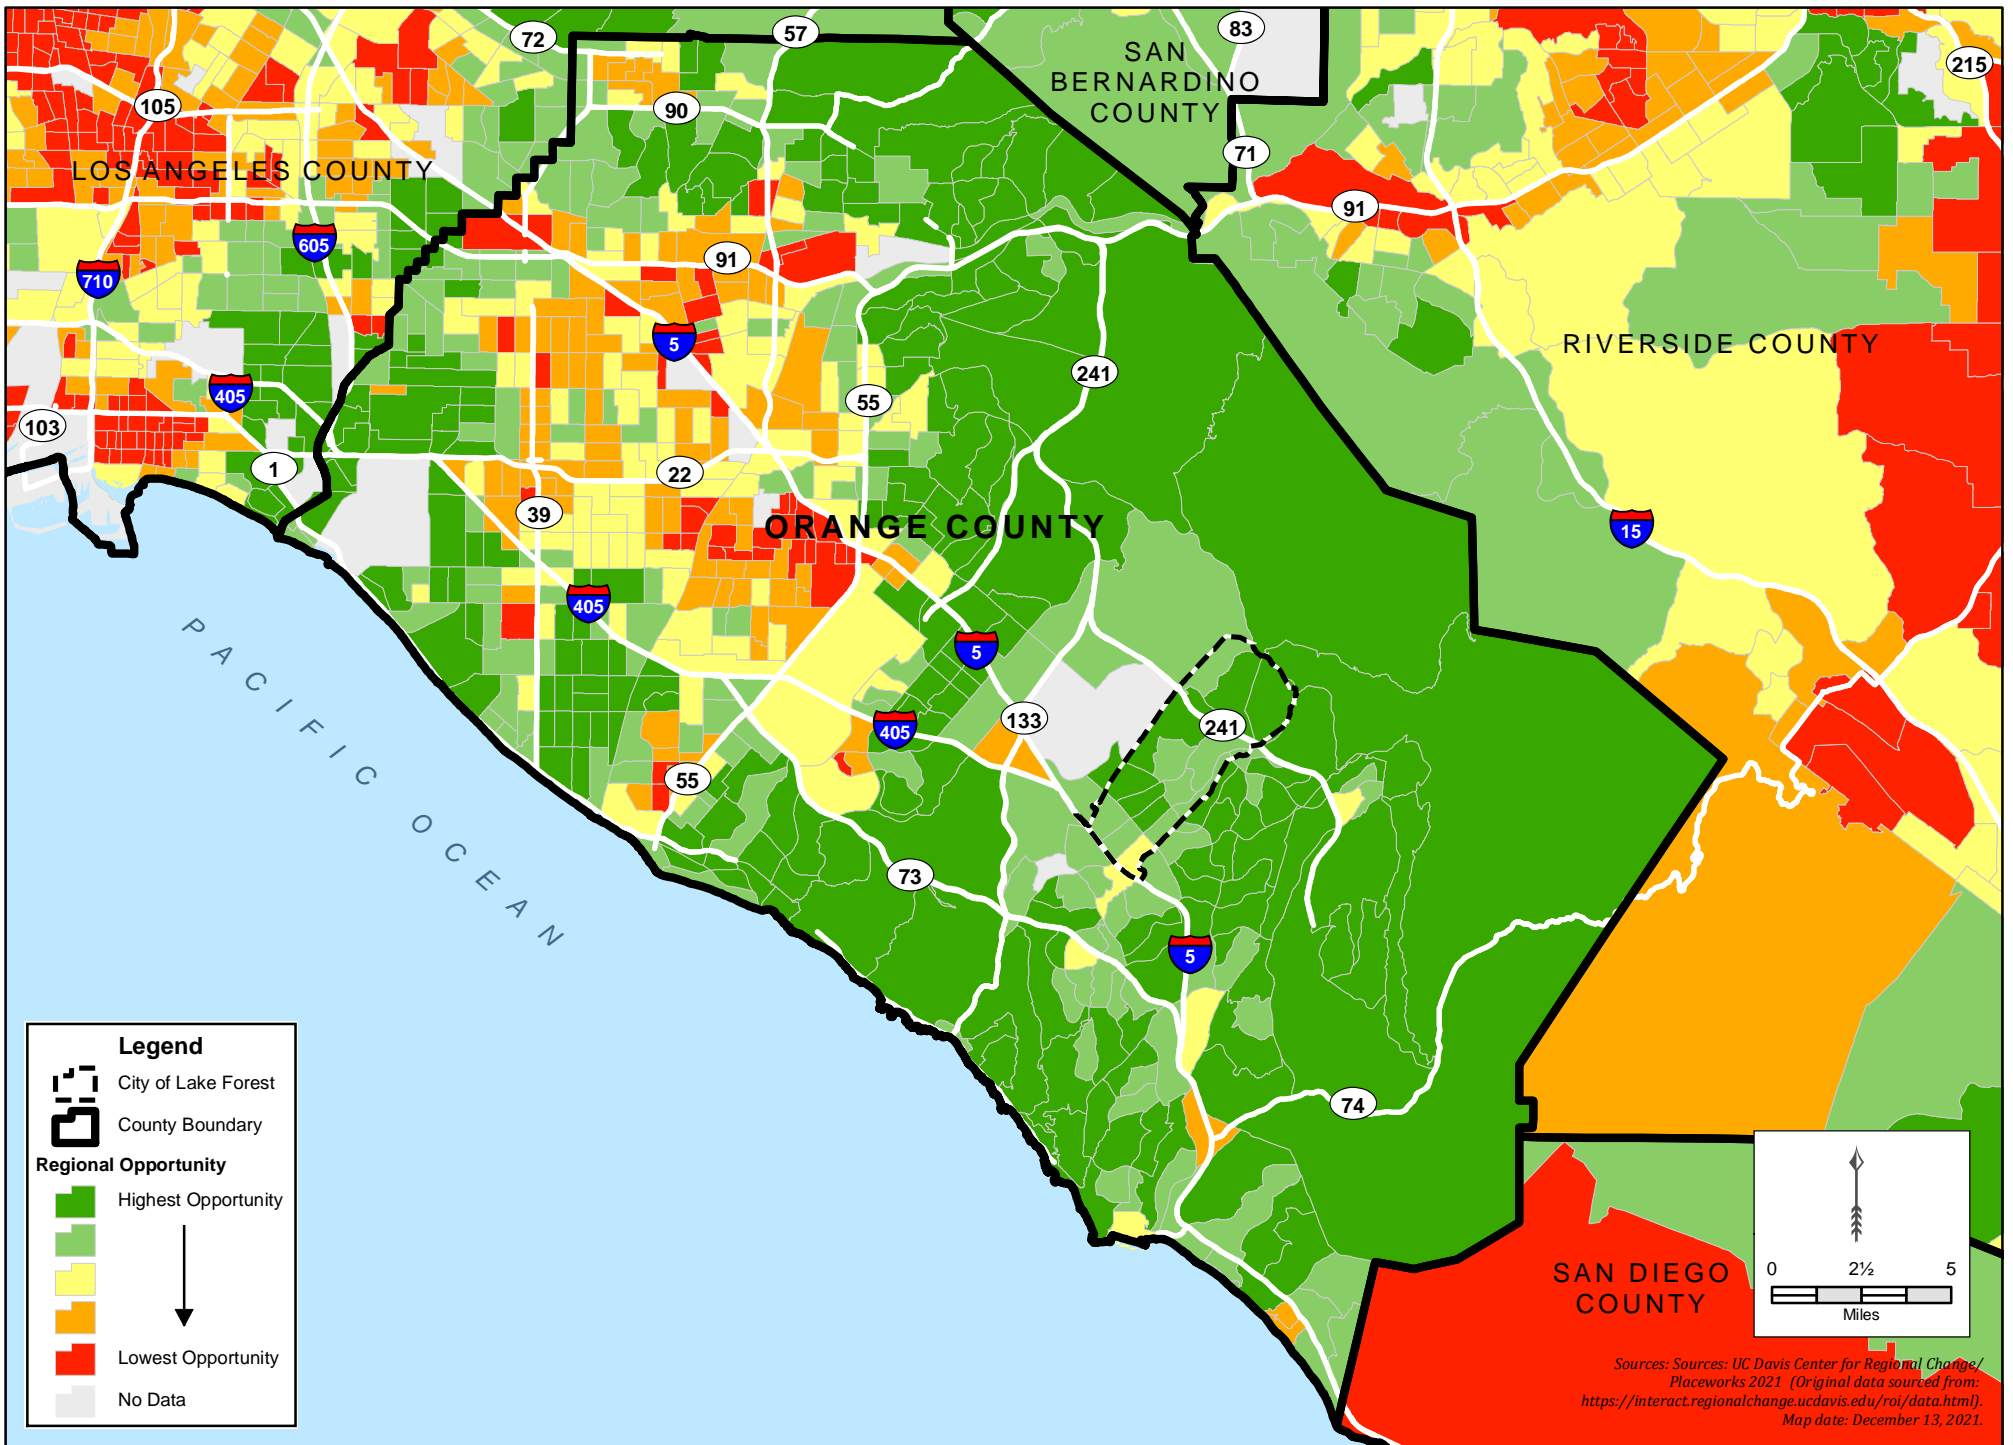 72
57
83
215
SAN
BERNARDINO
COUNTY
105
90
71
LOS ANGELES COUNTY
91
605
91
710
5
RIVERSIDE COUNTY
241
405
55
103
1
22
39
ORANGE COUNTY
15
405
5
PACIFIC OCEAN
133
405
241
55
73
5
74
Legend
City of Lake Forest
County Boundary
Regional Opportunity
Highest Opportunity
Lowest Opportunity
No Data
SAN DIEGO
COUNTY
0 2½ 5
Miles
Sources: Sources: UC Davis Center for Regional Change/
Placeworks 2021 (Original data sourced from:
https://interact.regionalchange.ucdavis.edu/roi/data.html).
Map date: December 13, 2021.